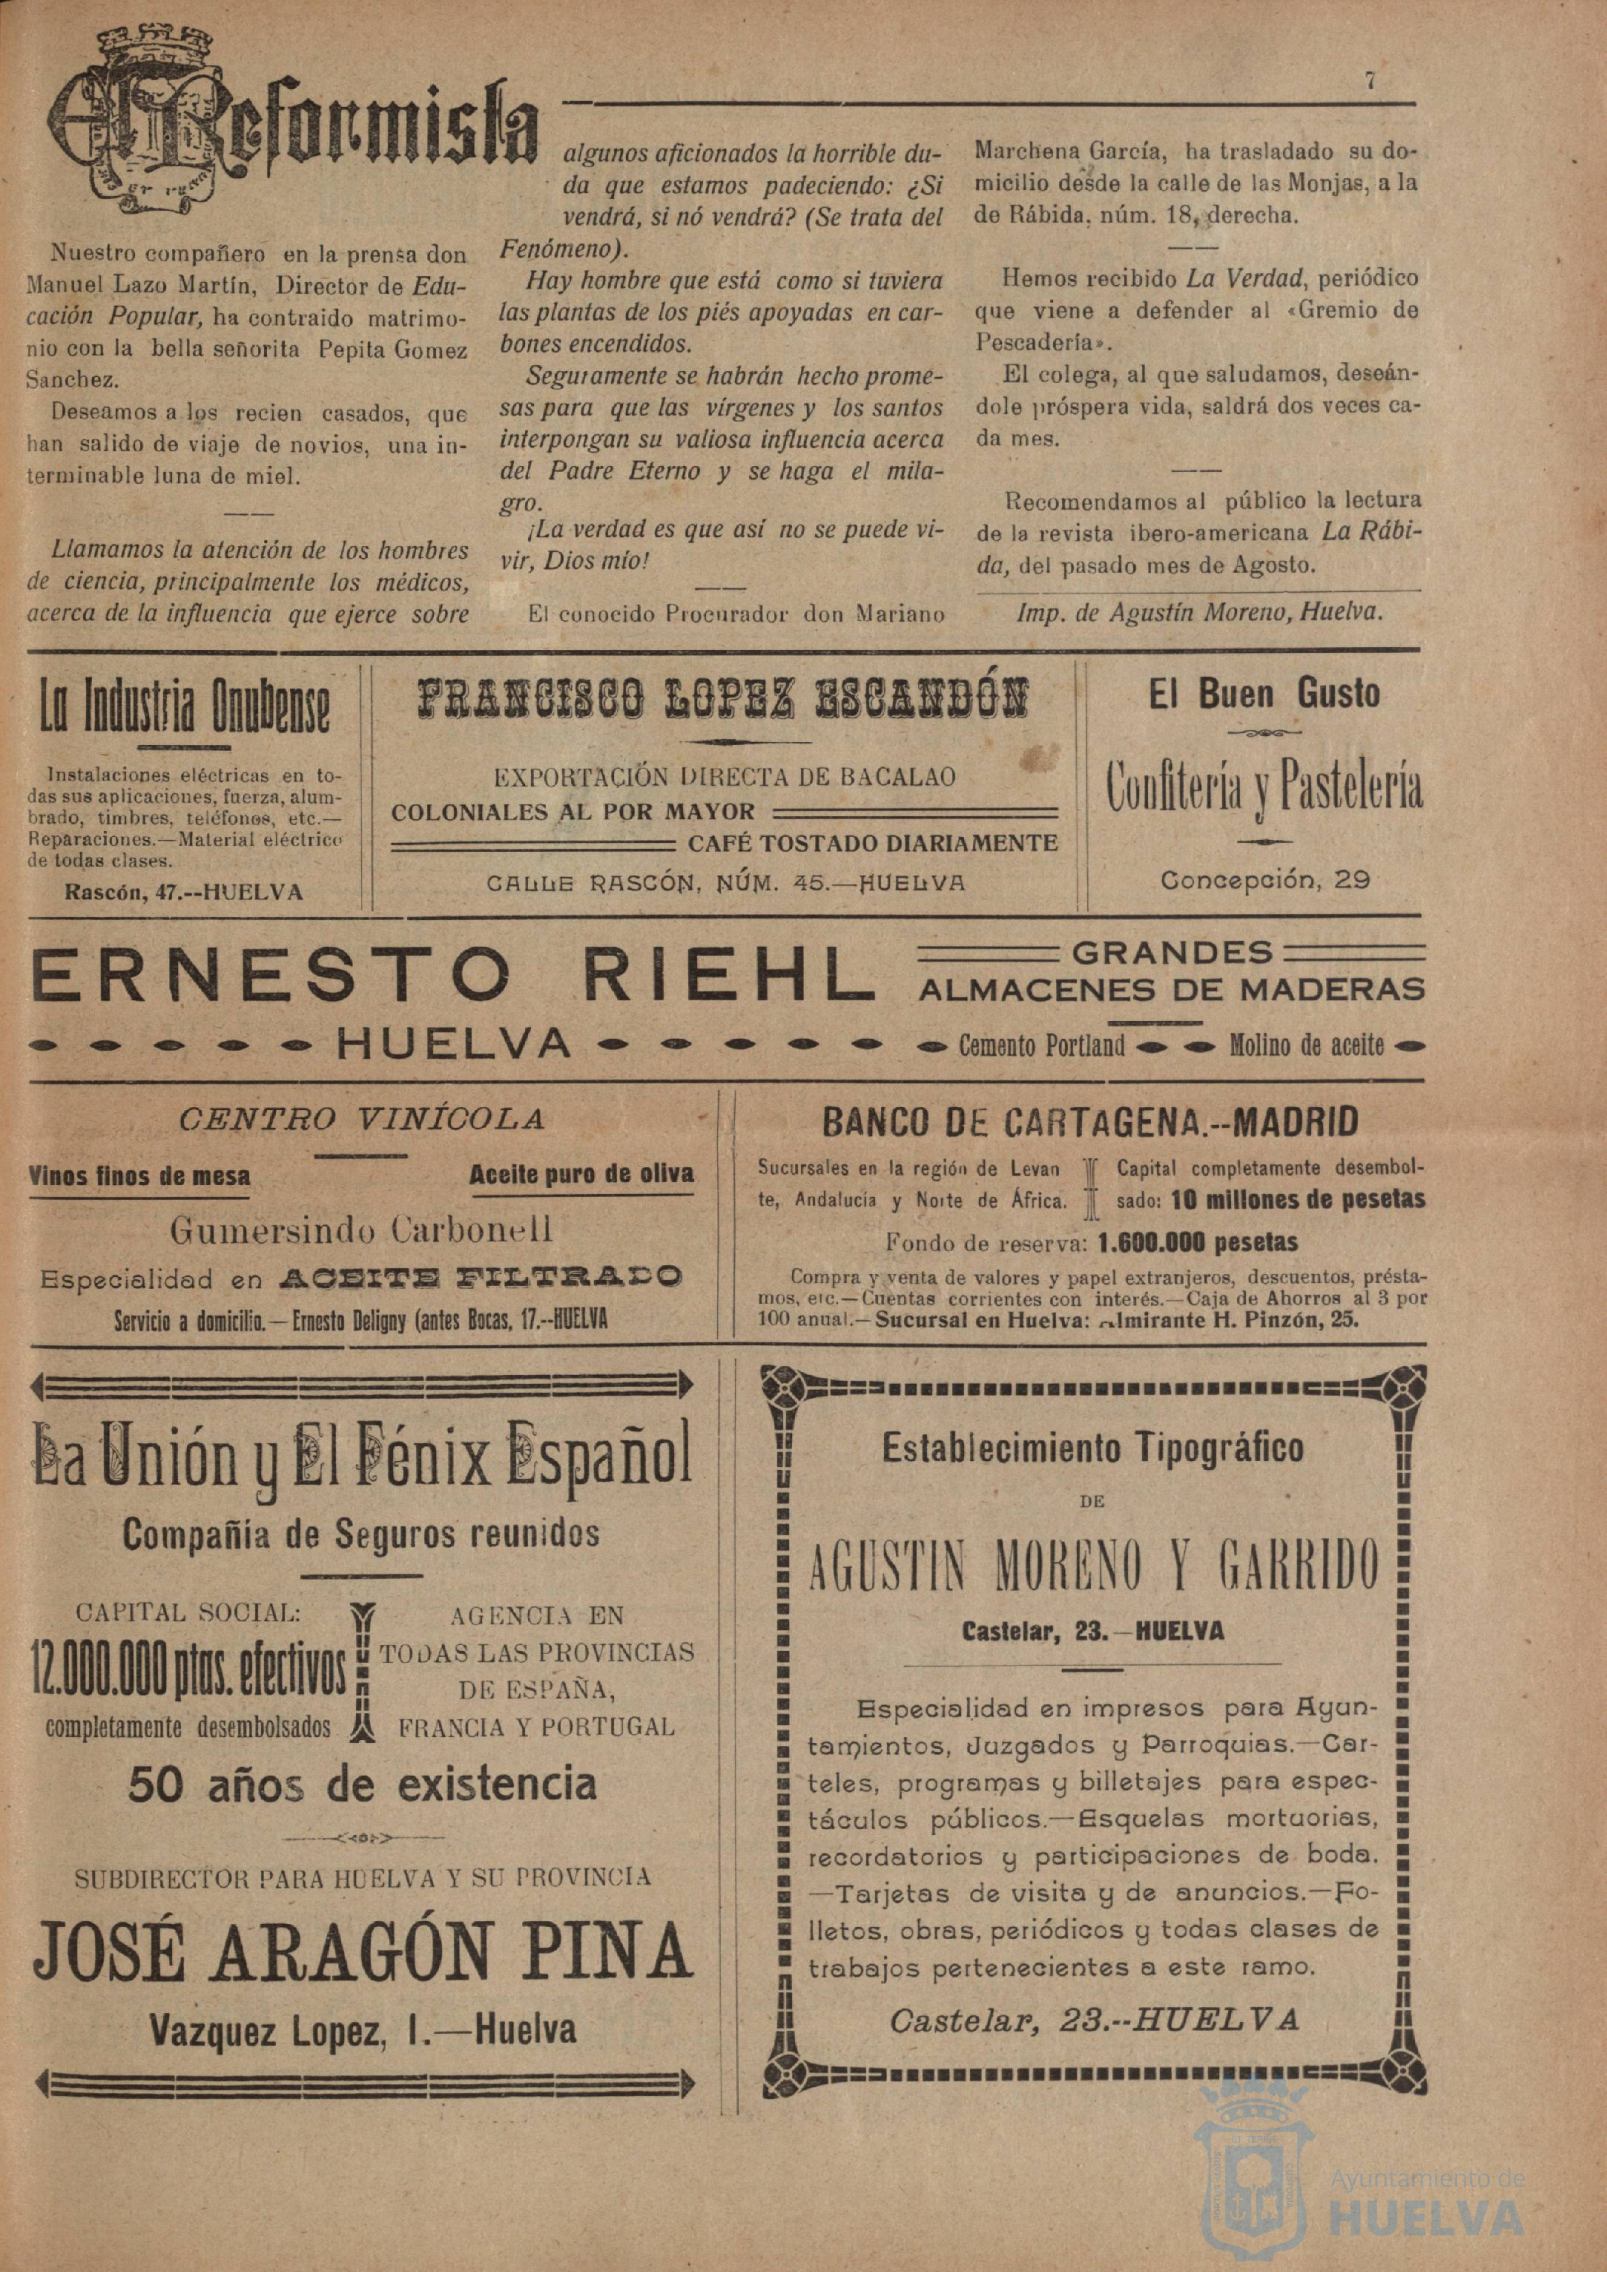 7
El Reformista
Nuestro compañero en la prensa don
Manuel Lazo Martín, Director de Edu-
cación Popular, ha contraido matrimo-
nio con la bella señorita Pepita Gomez
Sanchez.
Deseamos a los recien casados, que
han salido de viaje de novios, una in-
terminable luna de miel.
Llamamos la atención de los hombres
de ciencia, principalmente los médicos,
acerca de la influencia que ejerce sobre
algunos aficionados la horrible du-
da que estamos padeciendo: ¿Si
vendrá, si nó vendrá? (Se trata del
Fenómeno).
Hay hombre que está como si tuviera
las plantas de los piés apoyadas en car-
bones encendidos.
Seguramente se habrán hecho prome-
sas para que las vírgenes y los santos
interpongan su valiosa influencia acerca
del Padre Eterno y se haga el mila-
gro.
¡La verdad es que así no se puede vi-
vir, Dios mío!
El conocido Procurador don Mariano
Marchena García, ha trasladado su do-
micilio desde la calle de las Monjas, a la
de Rábida, núm. 18, derecha.
Hemos recibido La Verdad, periódico
que viene a defender al «Gremio de
Pescadería».
El colega, al que saludamos, deseán-
dole próspera vida, saldrá dos veces ca-
da mes.
Recomendamos al público la lectura
de la revista ibero-americana La Rábi-
da, del pasado mes de Agosto.
Imp. de Agustín Moreno, Huelva.
La Industria Onubense
Instalaciones eléctricas en to-
das sus aplicaciones, fuerza, alum-
brado, timbres, teléfonos, etc.—
Reparaciones.—Material eléctrico
de todas clases.
Rascón, 47.--HUELVA
FRANCISCO LOPEZ ESCANDÓN
EXPORTACIÓN DIRECTA DE BACALAO
COLONIALES AL POR MAYOR
CAFÉ TOSTADO DIARIAMENTE
CALLE RASCÓN, NÚM. 45.—HUELVA
El Buen Gusto
Confitería y Pastelería
Concepción, 29
ERNESTO RIEHL
HUELVA
GRANDES
ALMACENES DE MADERAS
Cemento Portland
Molino de aceite
CENTRO VINÍCOLA
Vinos finos de mesa
Aceite puro de oliva
Gumersindo Carbonell
Especialidad en ACEITE FILTRADO
Servicio a domicilio.—Ernesto Deligny (antes Bocas, 17.--HUELVA
BANCO DE CARTAGENA.--MADRID
Sucursales en la región de Levan
te, Andalucía y Norte de África.
Capital completamente desembol-
sado: 10 millones de pesetas
Fondo de reserva: 1.600.000 pesetas
Compra y venta de valores y papel extranjeros, descuentos, présta-
mos, etc.—Cuentas corrientes con interés.—Caja de Ahorros al 3 por
100 anual.—Sucursal en Huelva: Almirante H. Pinzón, 25.
La Unión y El Fénix Español
Compañía de Seguros reunidos
CAPITAL SOCIAL:
12.000.000 ptas. efectivos
completamente desembolsados
AGENCIA EN
TODAS LAS PROVINCIAS
DE ESPAÑA,
FRANCIA Y PORTUGAL
50 años de existencia
SUBDIRECTOR PARA HUELVA Y SU PROVINCIA
JOSÉ ARAGÓN PINA
Vazquez Lopez, 1.—Huelva
Establecimiento Tipográfico
DE
AGUSTIN MORENO Y GARRIDO
Castelar, 23.—HUELVA
Especialidad en impresos para Ayun-
tamientos, Juzgados y Parroquias.—Car-
teles, programas y billetajes para espec-
táculos públicos.—Esquelas mortuorias,
recordatorios y participaciones de boda.
—Tarjetas de visita y de anuncios.—Fo-
lletos, obras, periódicos y todas clases de
trabajos pertenecientes a este ramo.
Castelar, 23.--HUELVA
Ayuntamiento de
HUELVA